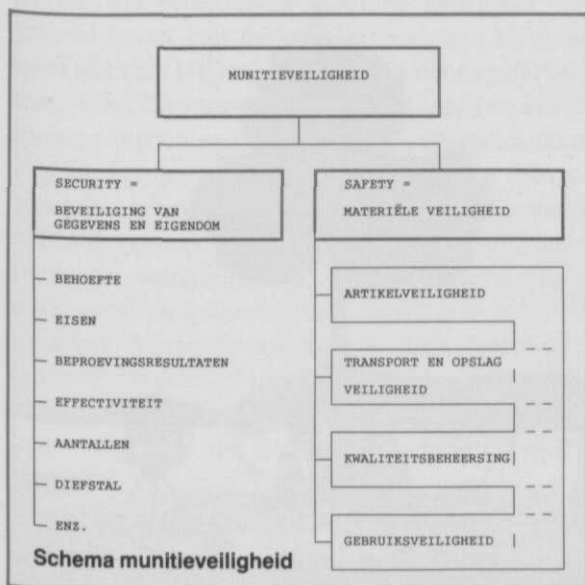 MUNITIEVEILIGHEID
SECURITY =
BEVEILIGING VAN
GEGEVENS EN EIGENDOM
BEHOEFTE
EISEN
BEPROEVINGSRESULTATEN
EFFECTIVITEIT
AANTALLEN
DIEFSTAL
ENZ.
SAFETY =
MATERIËLE VEILIGHEID
ARTIKELVEILIGHEID
TRANSPORT EN OPSLAG
VEILIGHEID
KWALITEITSBEHEERSING
GEBRUIKSVEILIGHEID
Schema munitieveiligheid